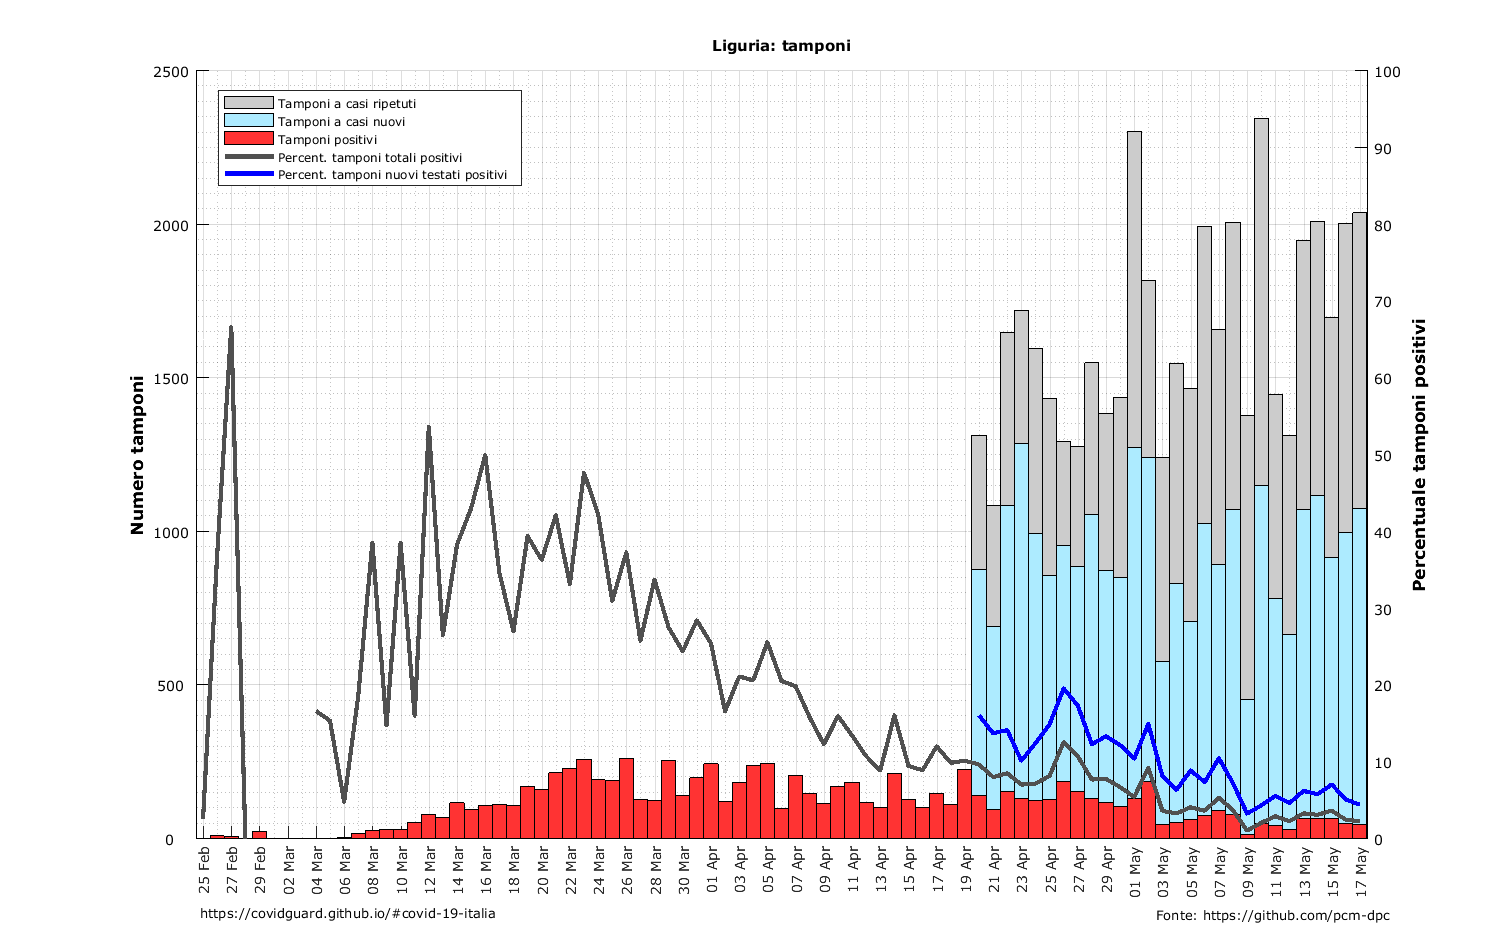 Liguria: tamponi
2500
2000
1500
1000
500
0
Numero tamponi
Tamponi a casi ripetuti
Tamponi a casi nuovi
Tamponi positivi
Percent. tamponi totali positivi
Percent. tamponi nuovi testati positivi
100
90
80
70
60
50
40
30
20
10
0
Percentuale tamponi positivi
25 Feb
27 Feb
29 Feb
02 Mar
04 Mar
06 Mar
08 Mar
10 Mar
12 Mar
14 Mar
16 Mar
18 Mar
20 Mar
22 Mar
24 Mar
26 Mar
28 Mar
30 Mar
01 Apr
03 Apr
05 Apr
07 Apr
09 Apr
11 Apr
13 Apr
15 Apr
17 Apr
19 Apr
21 Apr
23 Apr
25 Apr
27 Apr
29 Apr
01 May
03 May
05 May
07 May
09 May
11 May
13 May
15 May
17 May
https://covidguard.github.io/#covid-19-italia
Fonte: https://github.com/pcm-dpc